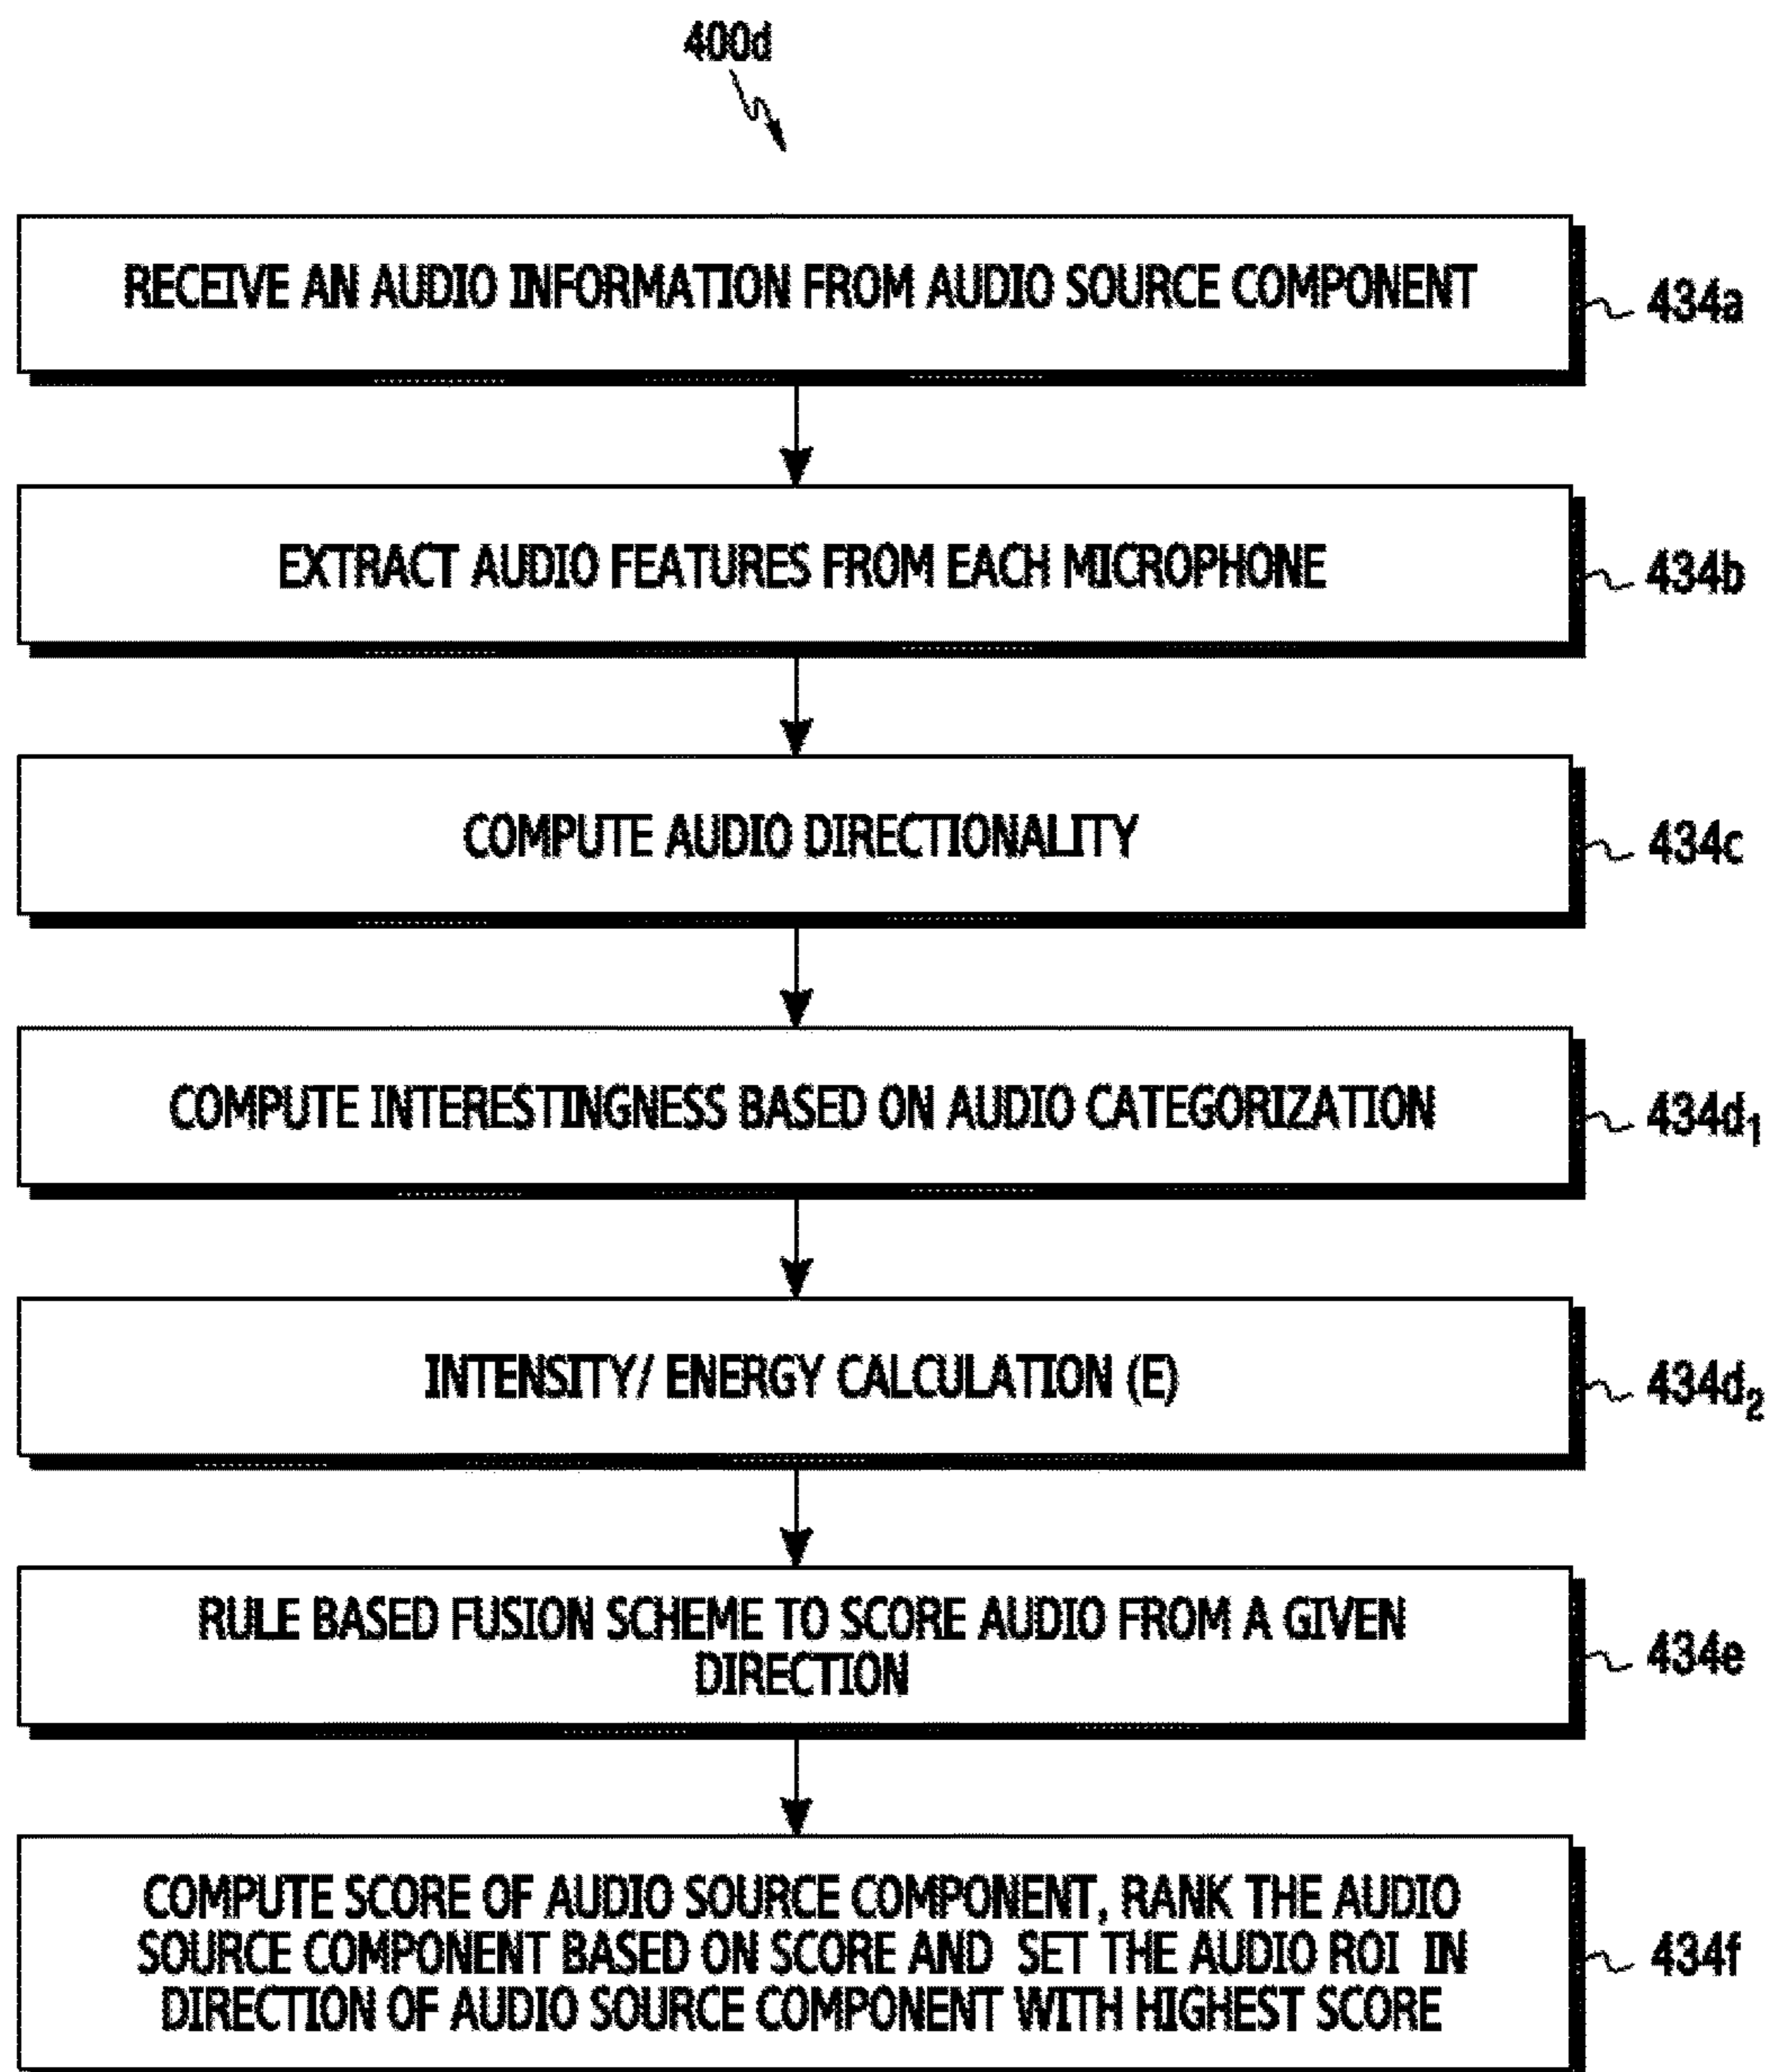 400d
RECEIVE AN AUDIO INFORMATION FROM AUDIO SOURCE COMPONENT
434a
EXTRACT AUDIO FEATURES FROM EACH MICROPHONE
434b
COMPUTE AUDIO DIRECTIONALITY
434c
COMPUTE INTERESTINGNESS BASED ON AUDIO CATEGORIZATION
434d1
INTENSITY/ ENERGY CALCULATION (E)
434d2
RULE BASED FUSION SCHEME TO SCORE AUDIO FROM A GIVEN
DIRECTION
434e
COMPUTE SCORE OF AUDIO SOURCE COMPONENT, RANK THE AUDIO
SOURCE COMPONENT BASED ON SCORE AND SET THE AUDIO ROI IN
DIRECTION OF AUDIO SOURCE COMPONENT WITH HIGHEST SCORE
434f